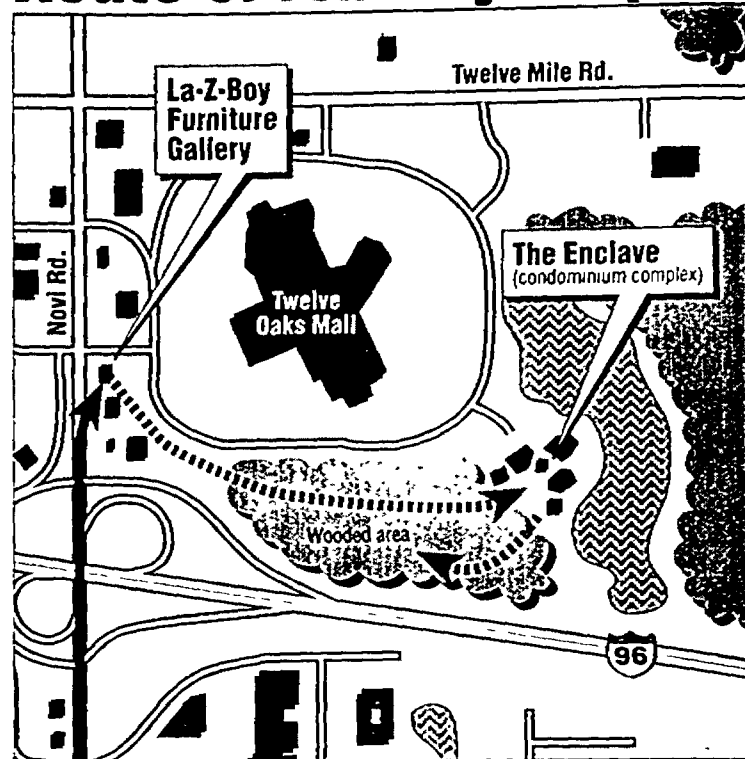 Twelve Mile Rd.
La-Z-Boy
Furniture
Gallery
The Enclave
(condominium complex)
Novi Rd.
Twelve
Oaks Mall
Wooded area
96